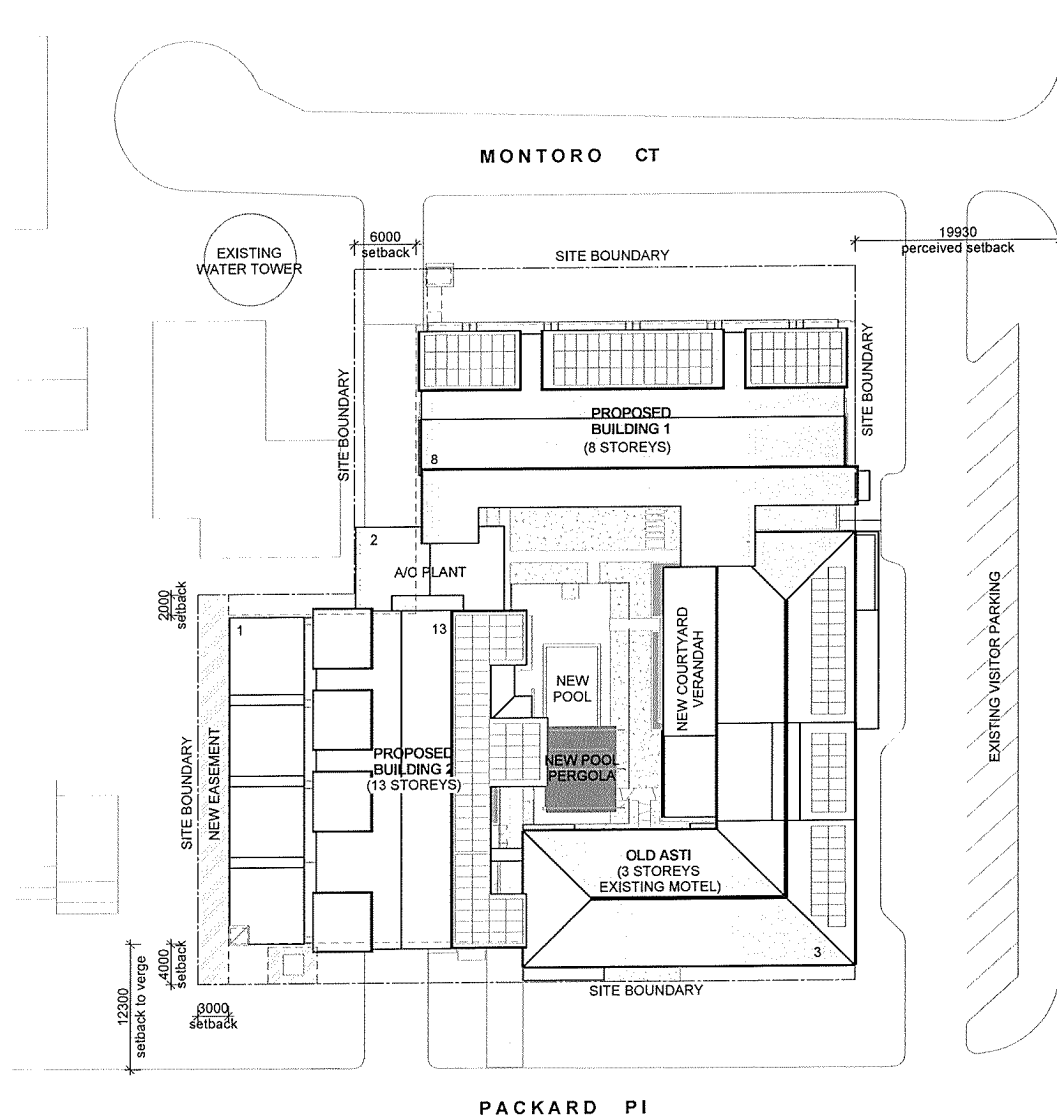 MONTORO CT
EXISTING
WATER TOWER
6000
setback
SITE BOUNDARY
19930
perceived setback
SITE BOUNDARY
SITE BOUNDARY
PROPOSED
BUILDING 1
(8 STOREYS)
8
2
A/C PLANT
2000
setback
1
13
NEW
POOL
NEW COURTYARD
VERANDAH
EXISTING VISITOR PARKING
SITE BOUNDARY
NEW EASEMENT
PROPOSED
BUILDING 2
(13 STOREYS)
NEW POOL
PERGOLA
OLD ASTI
(3 STOREYS
EXISTING MOTEL)
3
4000
setback
12300
setback to verge
3000
setback
SITE BOUNDARY
PACKARD Pl